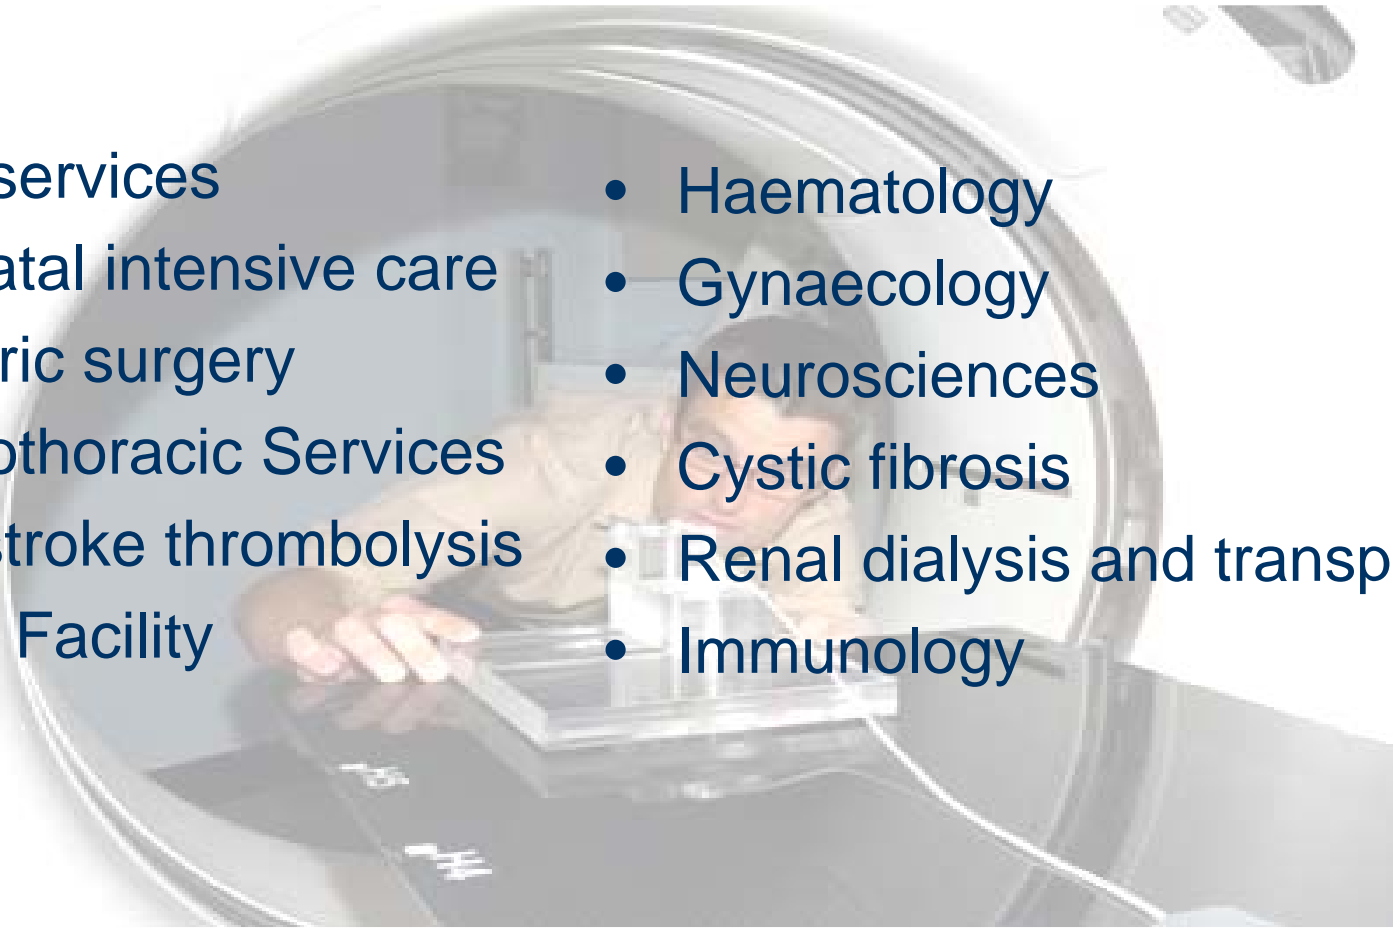 services
atal intensive care
ric surgery
othoracic Services
stroke thrombolysis
Facility
• Haematology
• Gynaecology
• Neurosciences
• Cystic fibrosis
• Renal dialysis and transp
• Immunology